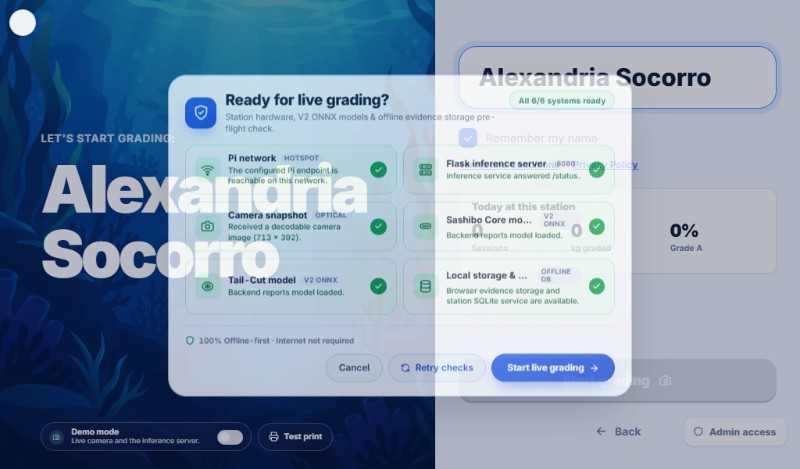 Alexandria Socorro
Remember my name
Privacy Policy
LET'S START GRADING:
Alexandria
Socorro
Ready for live grading?
All 6/6 systems ready
Station hardware, V2 ONNX models & offline evidence storage pre-
flight check.
Pi network HOTSPOT
The configured Pi endpoint is
reachable on this network.
Flask inference server 8080
Inference service answered /status.
Camera snapshot OPTICAL
Received a decodable camera
image (713 × 392).
Sashibo Core mo... V2 ONNX
Backend reports model loaded.
Tail-Cut model V2 ONNX
Backend reports model loaded.
Local storage & ... OFFLINE DB
Browser evidence storage and
station SQLite service are available.
Today at this station
0
Sessions
0
kg graded
0%
Grade A
100% Offline-first · Internet not required
Cancel
Retry checks
Start live grading →
Start grading
Demo mode
Live camera and the inference server.
Test print
← Back
Admin access